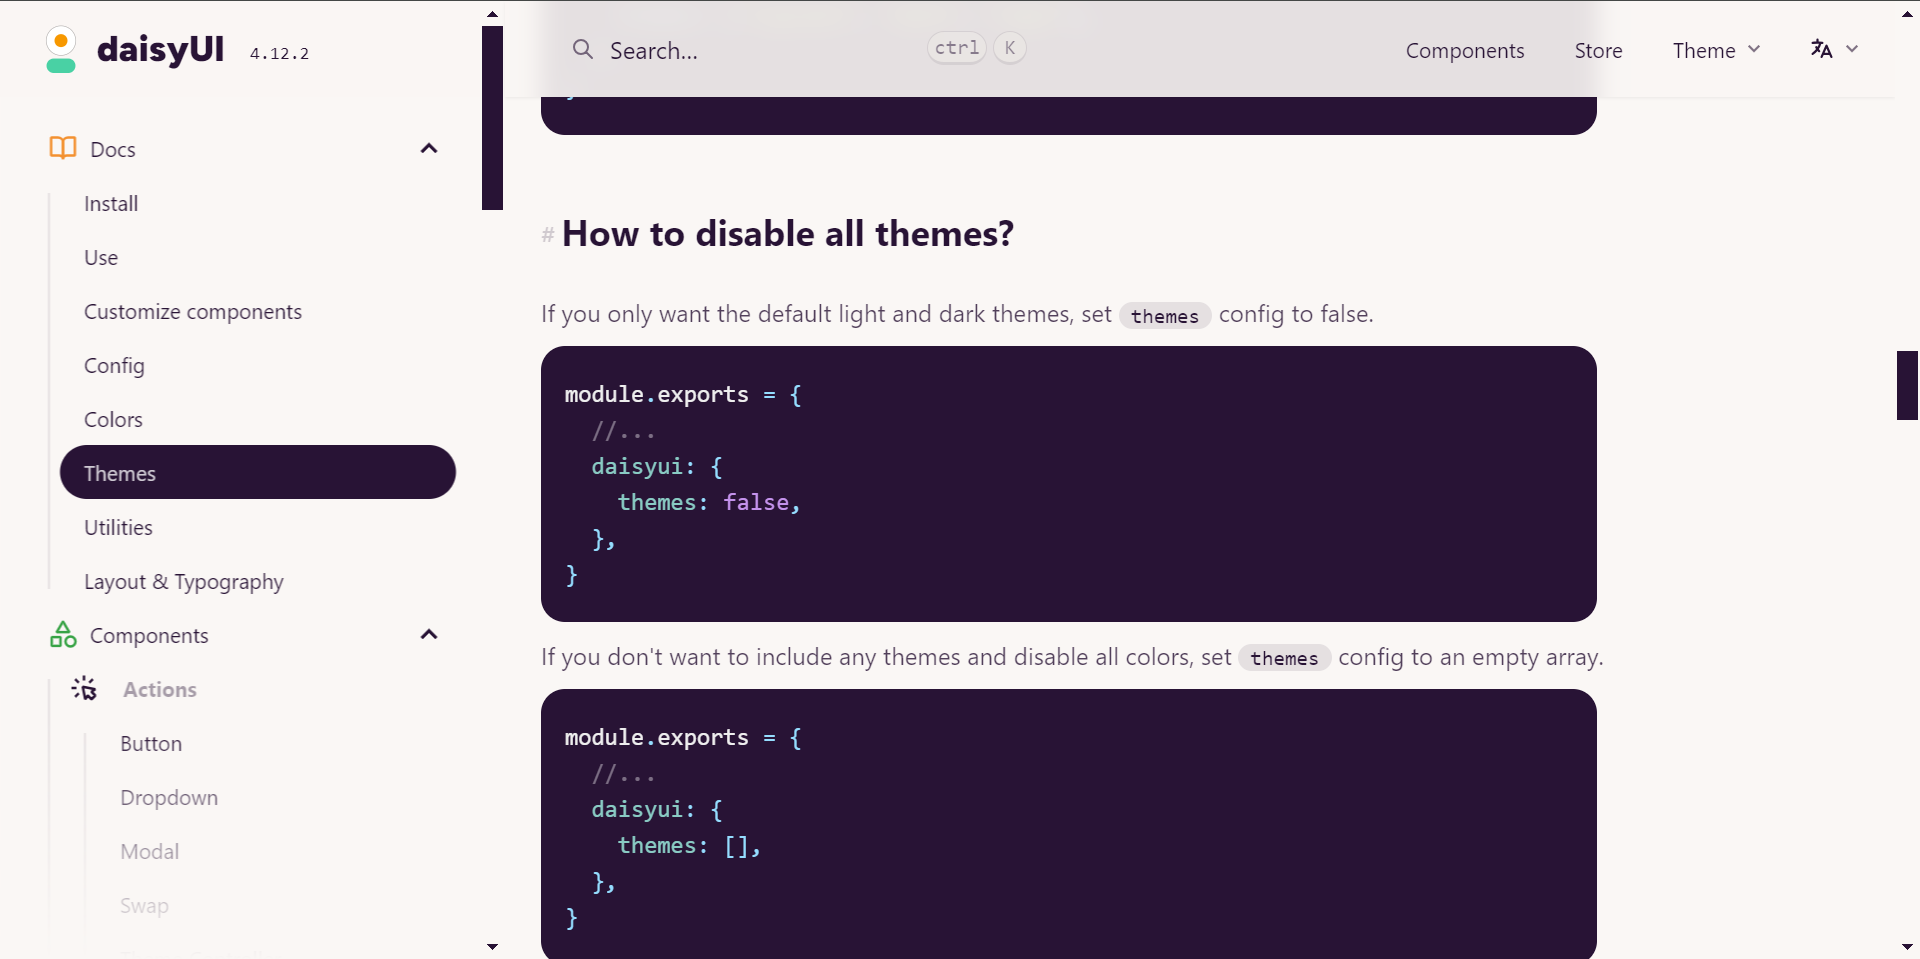 daisyUI 4.12.2
Search...
ctrl K
Components
Store
Theme
Docs
Install
Use
Customize components
Config
Colors
Themes
Utilities
Layout & Typography
Components
Actions
Button
Dropdown
Modal
Swap
# How to disable all themes?
If you only want the default light and dark themes, set themes config to false.
module.exports = {
  //...
  daisyui: {
    themes: false,
  },
}
If you don't want to include any themes and disable all colors, set themes config to an empty array.
module.exports = {
  //...
  daisyui: {
    themes: [],
  },
}